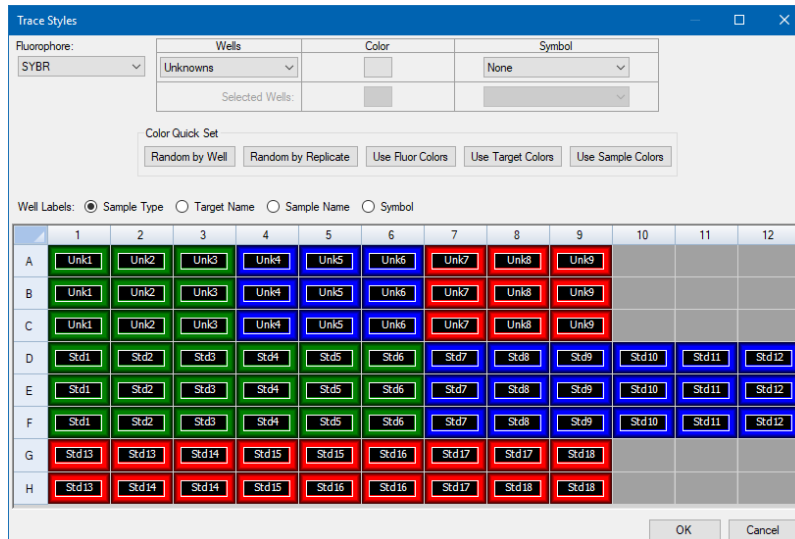 Trace Styles
Fluorophore: Wells Color Symbol
SYBR Unknowns None
Selected Wells:
Color Quick Set
Random by Well Random by Replicate Use Fluor Colors Use Target Colors Use Sample Colors
Well Labels: Sample Type Target Name Sample Name Symbol
1 2 3 4 5 6 7 8 9 10 11 12
A Unk1 Unk2 Unk3 Unk4 Unk5 Unk6 Unk7 Unk8 Unk9
B Unk1 Unk2 Unk3 Unk4 Unk5 Unk6 Unk7 Unk8 Unk9
C Unk1 Unk2 Unk3 Unk4 Unk5 Unk6 Unk7 Unk8 Unk9
D Std1 Std2 Std3 Std4 Std5 Std6 Std7 Std8 Std9 Std10 Std11 Std12
E Std1 Std2 Std3 Std4 Std5 Std6 Std7 Std8 Std9 Std10 Std11 Std12
F Std1 Std2 Std3 Std4 Std5 Std6 Std7 Std8 Std9 Std10 Std11 Std12
G Std13 Std13 Std14 Std15 Std15 Std16 Std17 Std17 Std18
H Std13 Std14 Std14 Std15 Std16 Std16 Std17 Std18 Std18
OK Cancel